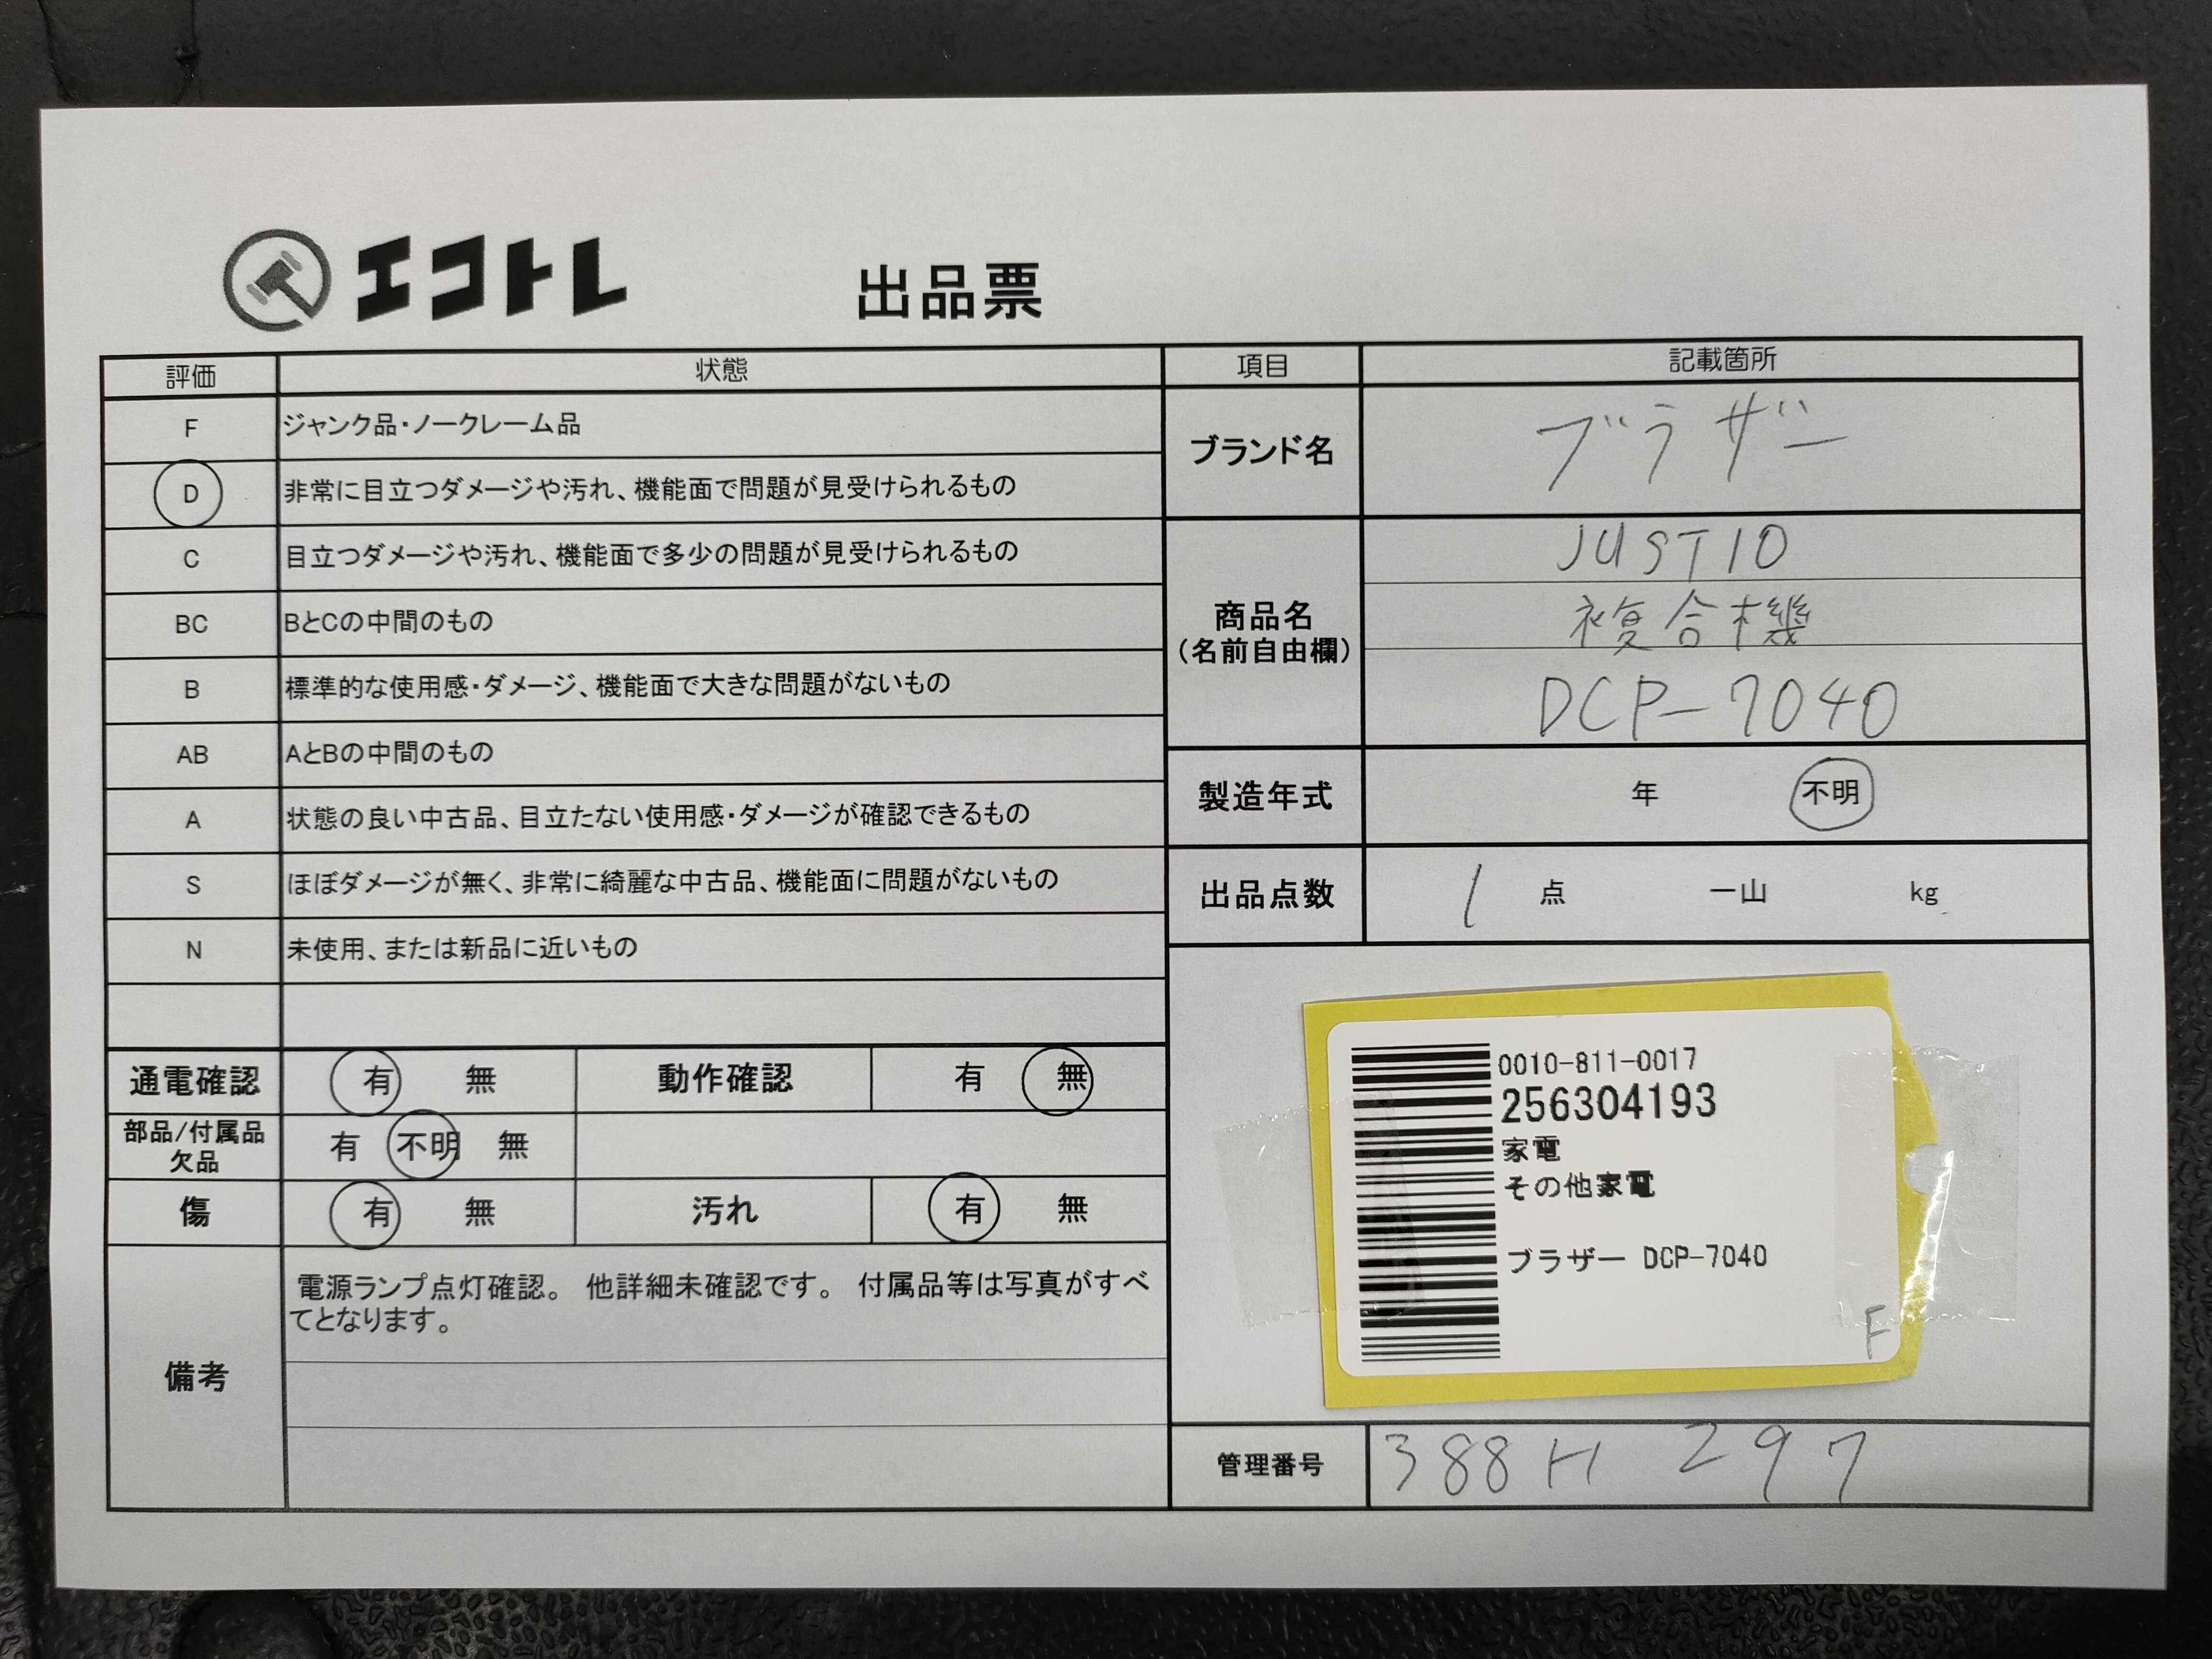 エコトレ
出品票
評価 状態
F ジャンク品・ノークレーム品
D 非常に目立つダメージや汚れ、機能面で問題が見受けられるもの
C 目立つダメージや汚れ、機能面で多少の問題が見受けられるもの
BC BとCの中間のもの
B 標準的な使用感・ダメージ、機能面で大きな問題がないもの
AB AとBの中間のもの
A 状態の良い中古品、目立たない使用感・ダメージが確認できるもの
S ほぼダメージが無く、非常に綺麗な中古品、機能面に問題がないもの
N 未使用、または新品に近いもの
通電確認 有 無 動作確認 有 無
部品/付属品
欠品 有 不明 無
傷 有 無 汚れ 有 無
備考
電源ランプ点灯確認。 他詳細未確認です。 付属品等は写真がすべ
てとなります。
項目 記載箇所
ブランド名 ブラザー
商品名
(名前自由欄)
JUSTIO
複合機
DCP-7040
製造年式 年 不明
出品点数 1 点 一山 kg
0010-811-0017
256304193
家電
その他家電
ブラザー DCP-7040
F
管理番号 388H 297